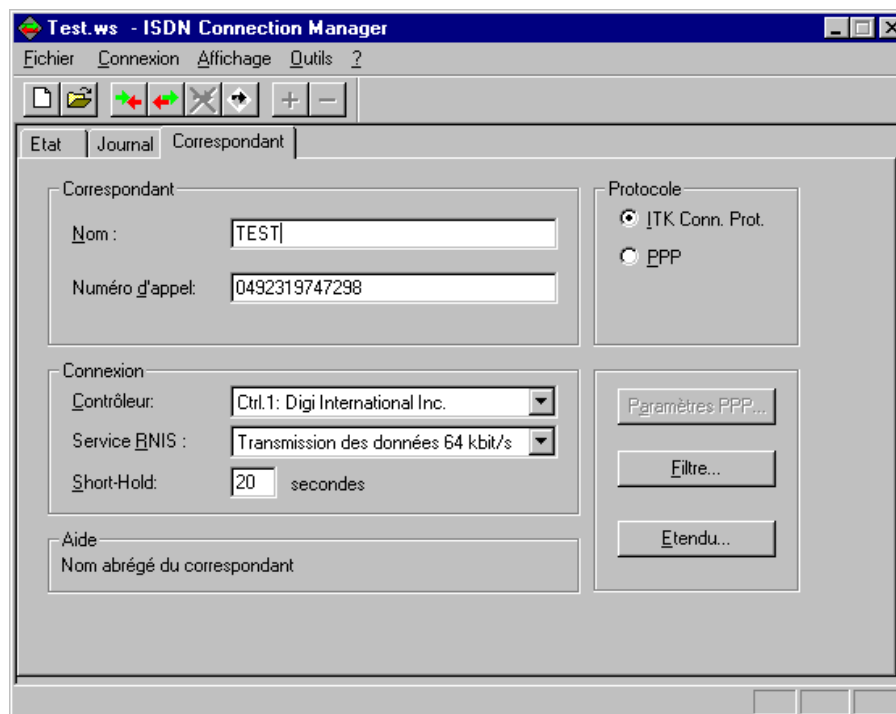 Test.ws - ISDN Connection Manager
Fichier Connexion Affichage Outils ?
Etat Journal Correspondant
Correspondant
Nom : TEST
Numéro d'appel: 0492319747298
Protocole
ITK Conn. Prot.
PPP
Connexion
Contrôleur: Ctrl.1: Digi International Inc.
Service RNIS : Transmission des données 64 kbit/s
Short-Hold: 20 secondes
Paramètres PPP...
Filtre...
Etendu...
Aide
Nom abrégé du correspondant